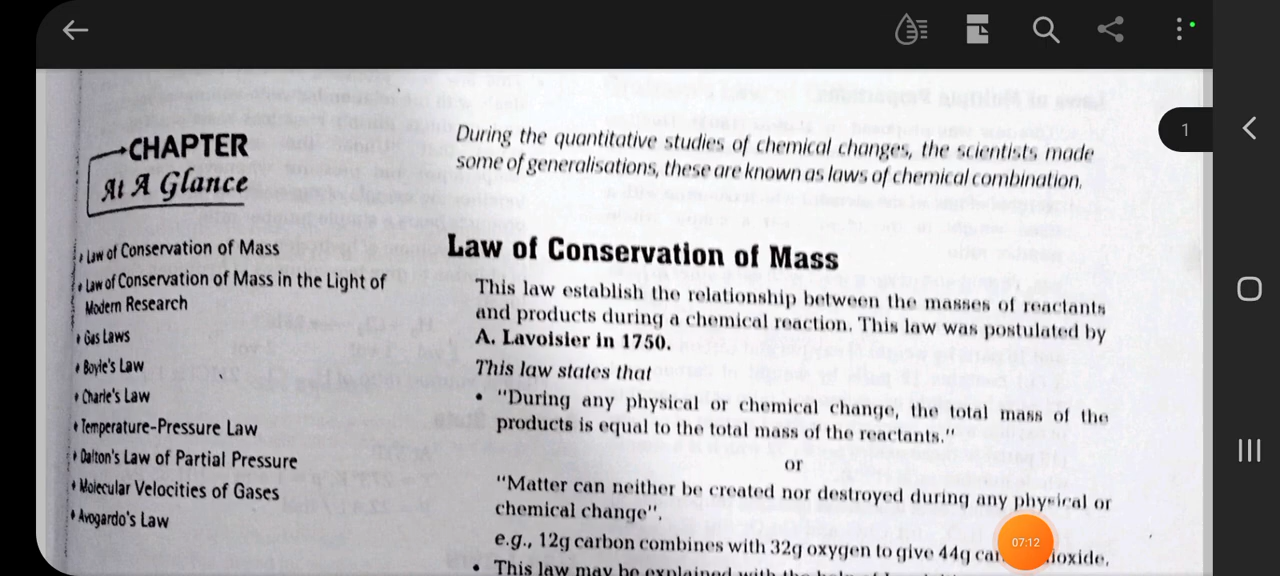 1
CHAPTER
At A Glance
Law of Conservation of Mass
Law of Conservation of Mass in the Light of
Modern Research
Gas Laws
Boyle's Law
Charle's Law
Temperature-Pressure Law
Dalton's Law of Partial Pressure
Molecular Velocities of Gases
Avogardo's Law
During the quantitative studies of chemical changes, the scientists made
some of generalisations, these are known as laws of chemical combination.
Law of Conservation of Mass
This law establish the relationship between the masses of reactants
and products during a chemical reaction. This law was postulated by
A. Lavoisier in 1750.
This law states that
• "During any physical or chemical change, the total mass of the
products is equal to the total mass of the reactants."
or
"Matter can neither be created nor destroyed during any physical or
chemical change".
e.g., 12g carbon combines with 32g oxygen to give 44g
07:12
• This law may be explained with the help of